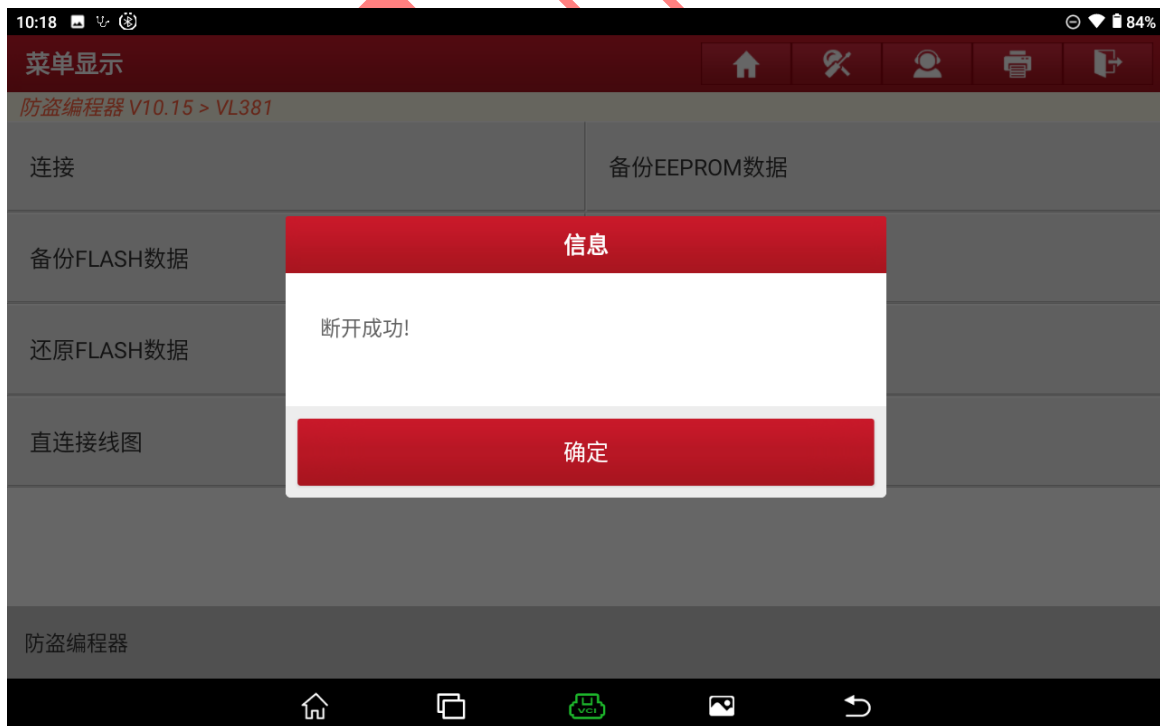 10:18
84%
菜单显示
防盗编程器 V10.15 > VL381
连接
备份EEPROM数据
备份FLASH数据
信息
断开成功!
还原FLASH数据
直连接线图
确定
防盗编程器
VCI